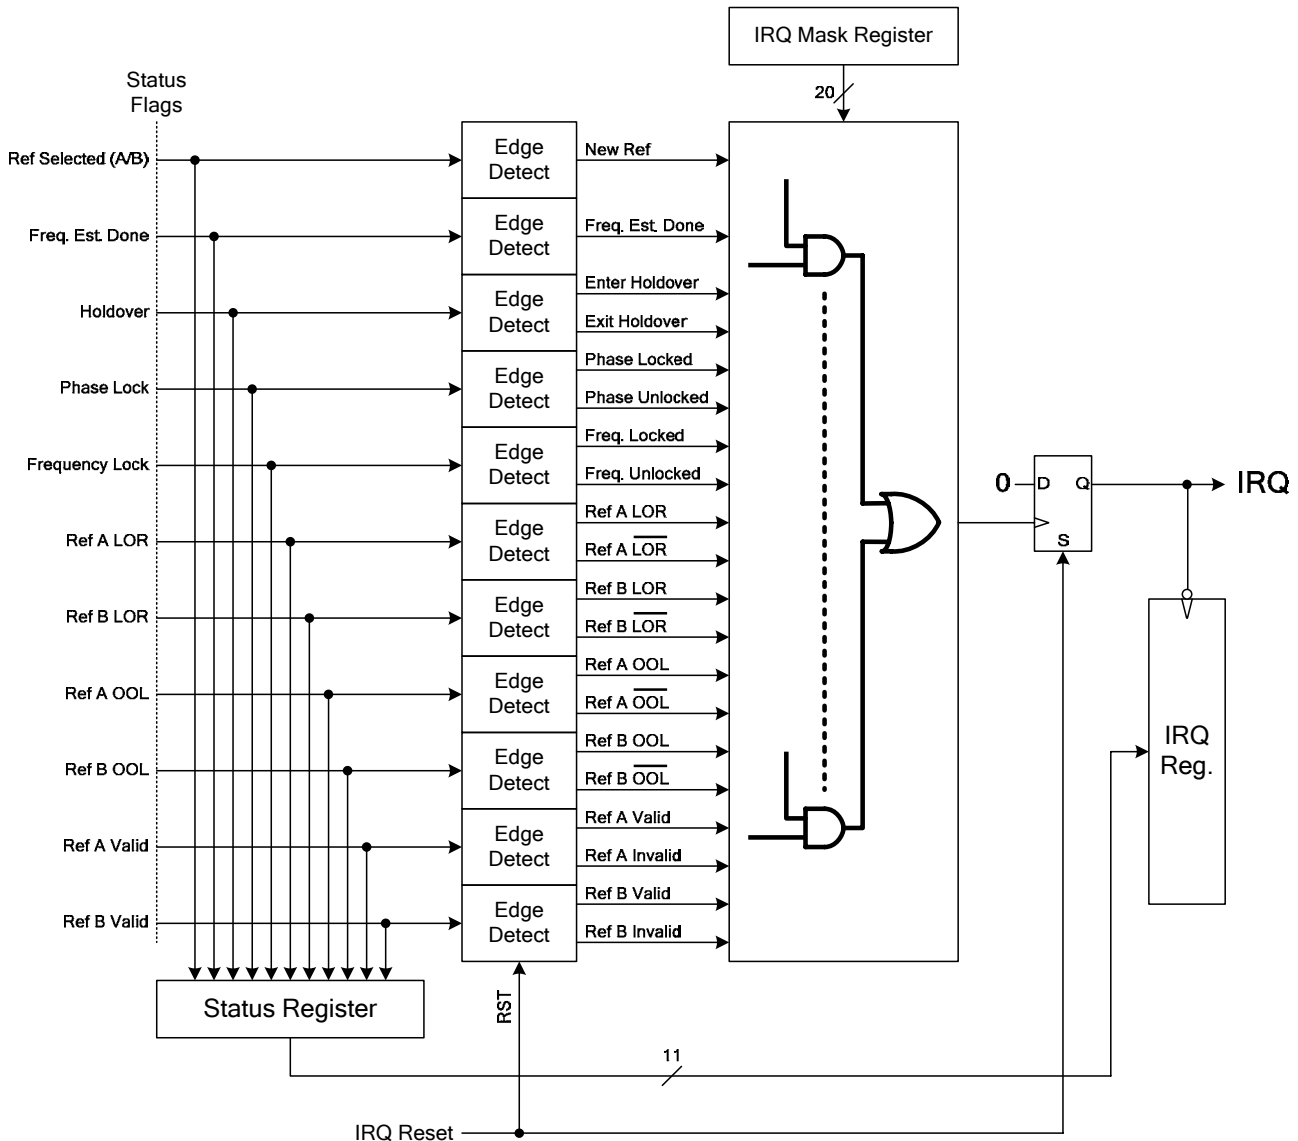 IRQ Mask Register
20
Status
Flags
Ref Selected (A/B)
Edge
Detect
New Ref
Freq. Est. Done
Edge
Detect
Freq. Est. Done
Holdover
Edge
Detect
Enter Holdover
Exit Holdover
Phase Lock
Edge
Detect
Phase Locked
Phase Unlocked
Frequency Lock
Edge
Detect
Freq. Locked
Freq. Unlocked
Ref A LOR
Edge
Detect
Ref A LOR
Ref A L̅O̅R̅
Ref B LOR
Edge
Detect
Ref B LOR
Ref B L̅O̅R̅
Ref A OOL
Edge
Detect
Ref A OOL
Ref A O̅O̅L̅
Ref B OOL
Edge
Detect
Ref B OOL
Ref B O̅O̅L̅
Ref A Valid
Edge
Detect
Ref A Valid
Ref A Invalid
Ref B Valid
Edge
Detect
Ref B Valid
Ref B Invalid
0
D
Q
S
IRQ
IRQ
Reg.
Status Register
RST
11
IRQ Reset